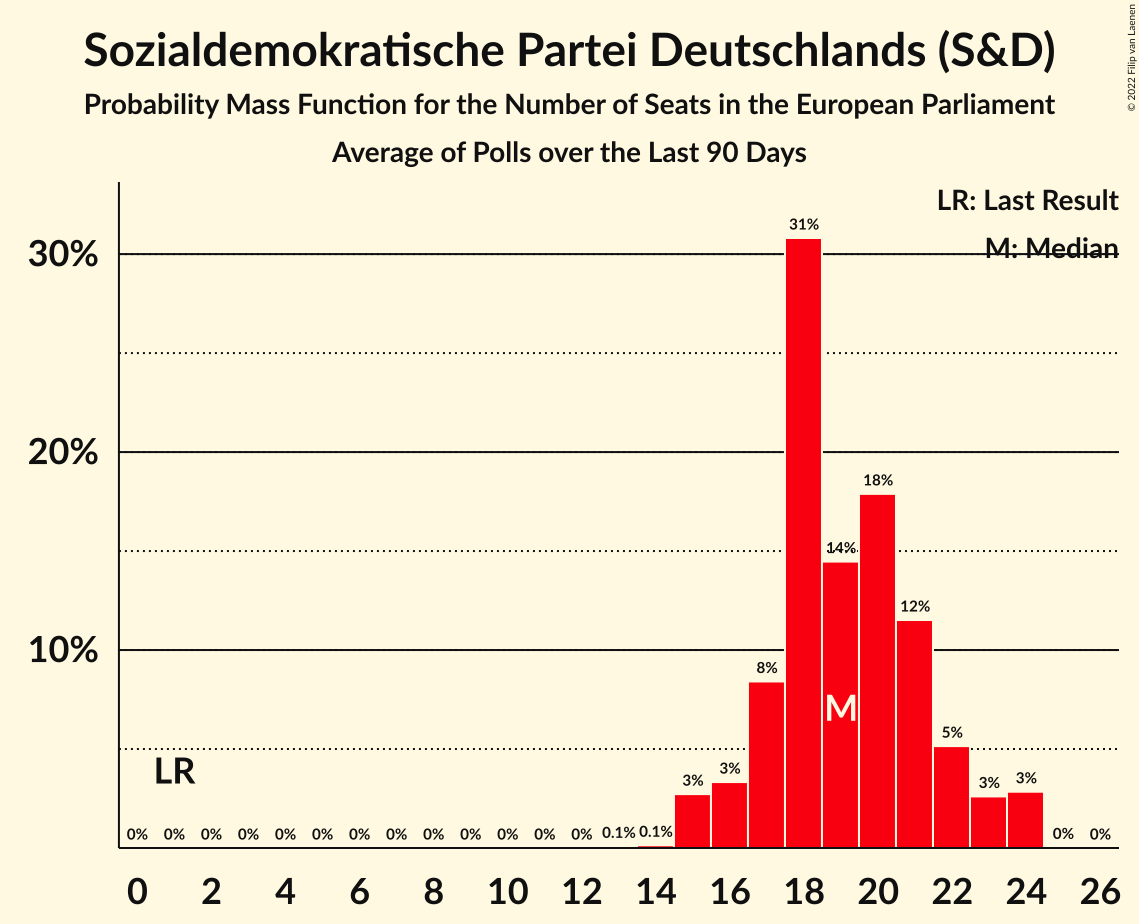 Sozialdemokratische Partei Deutschlands (S&D)
Probability Mass Function for the Number of Seats in the European Parliament
Average of Polls over the Last 90 Days
© 2022 Filip van Laenen
LR: Last Result
M: Median
30%
20%
10%
31%
18%
14%
12%
8%
M
5%
LR
3%
3%
3%
3%
0% 0% 0% 0% 0% 0% 0% 0% 0% 0% 0% 0% 0% 0.1% 0.1% 0% 0%
0 2 4 6 8 10 12 14 16 18 20 22 24 26